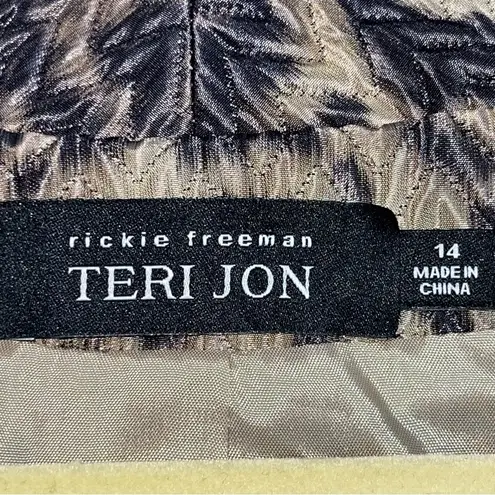 rickie freeman
TERI JON
14
MADE IN
CHINA